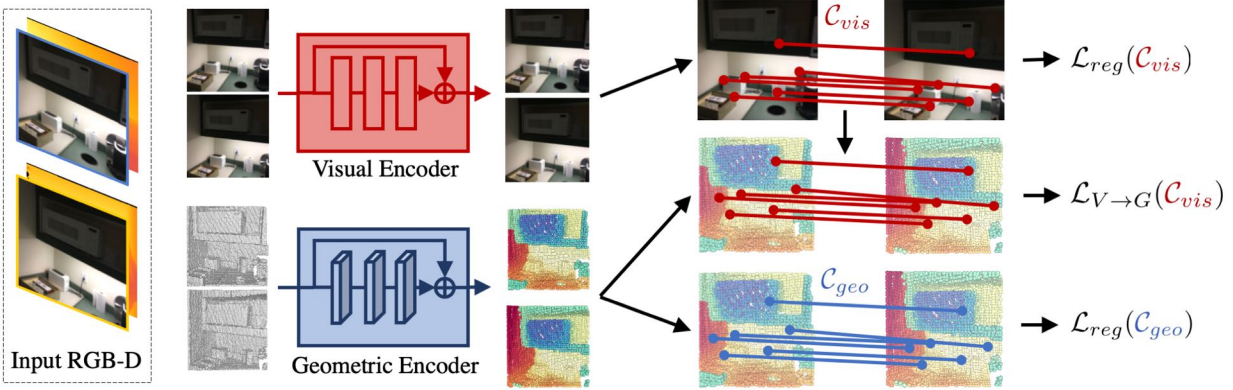 Input RGB-D
Visual Encoder
Geometric Encoder
𝒞_vis
𝒞_geo
ℒ_reg(𝒞_vis)
ℒ_V→G(𝒞_vis)
ℒ_reg(𝒞_geo)